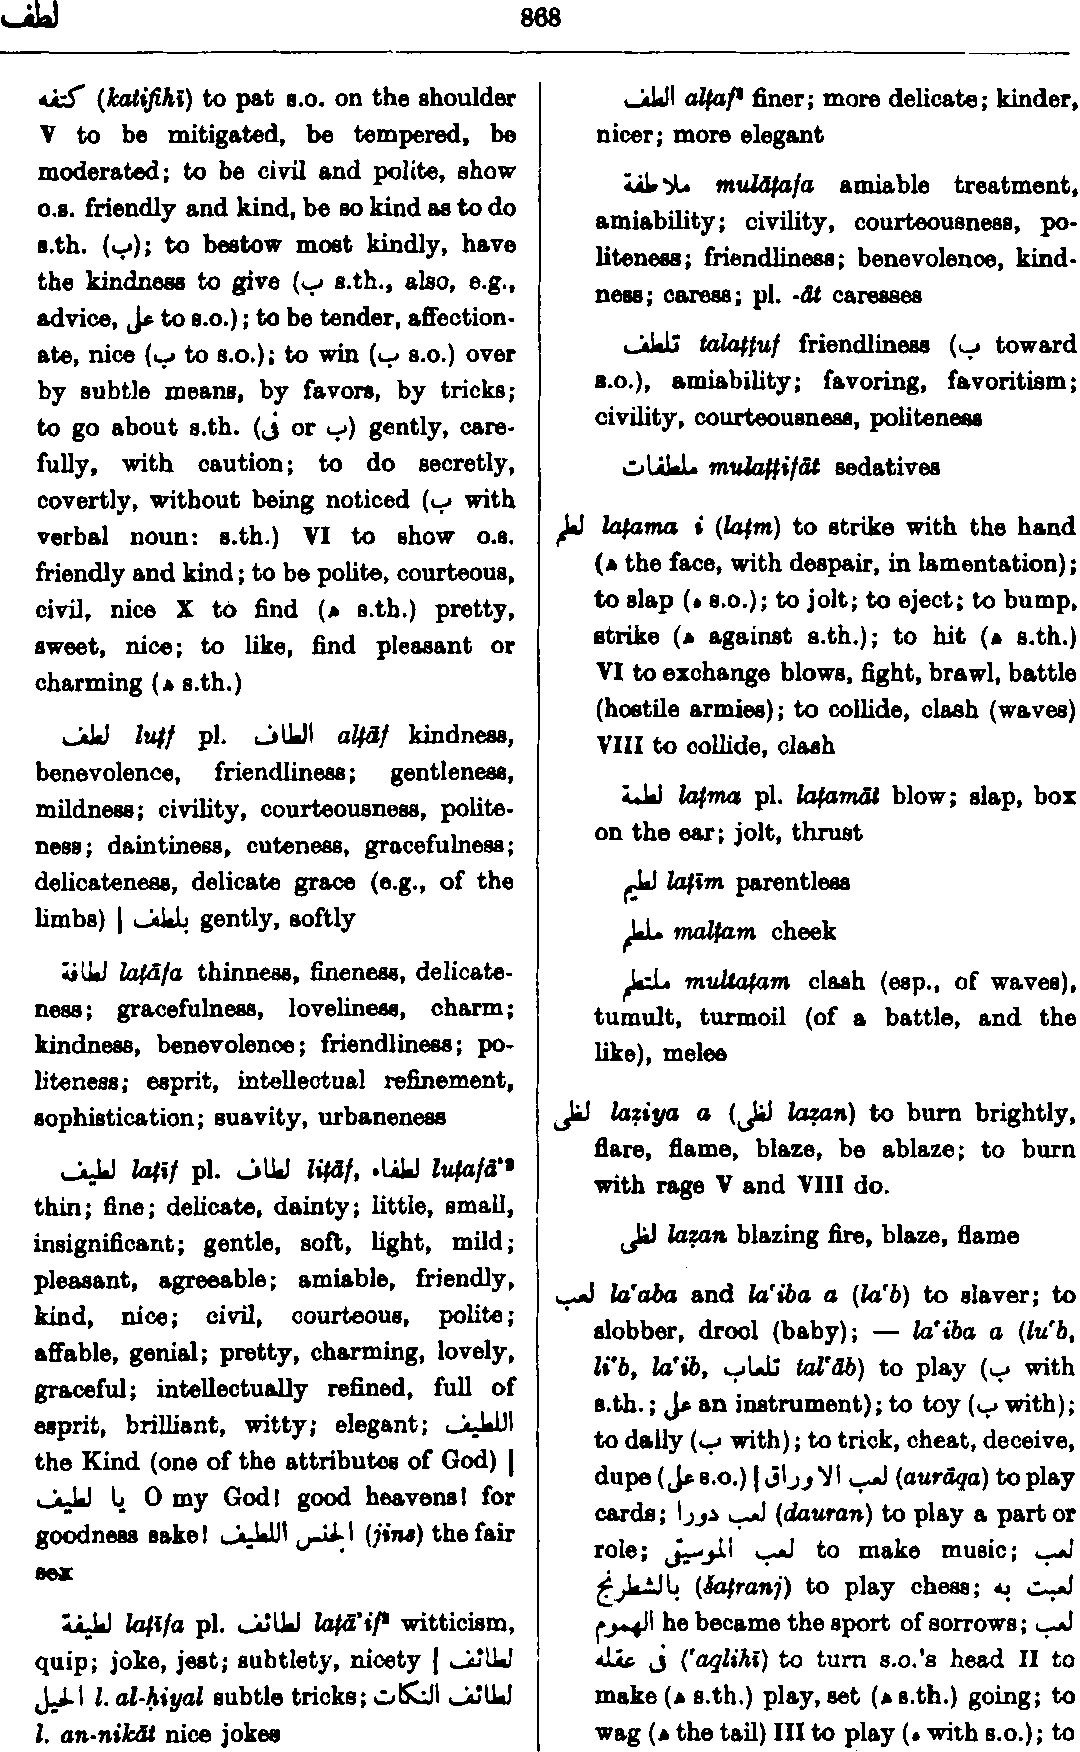 لطف
868
كتفه (katifihī) to pat s.o. on the shoulder
V to be mitigated, be tempered, be
moderated; to be civil and polite, show
o.s. friendly and kind, be so kind as to do
s.th. (ب); to bestow most kindly, have
the kindness to give (ب s.th., also, e.g.,
advice, على to s.o.); to be tender, affection-
ate, nice (ب to s.o.); to win (ب s.o.) over
by subtle means, by favors, by tricks;
to go about s.th. (فى or ب) gently, care-
fully, with caution; to do secretly,
covertly, without being noticed (ب with
verbal noun: s.th.) VI to show o.s.
friendly and kind; to be polite, courteous,
civil, nice X to find (ه s.th.) pretty,
sweet, nice; to like, find pleasant or
charming (ه s.th.)
لطف luṭf pl. الطاف alṭāf kindness,
benevolence, friendliness; gentleness,
mildness; civility, courteousness, polite-
ness; daintiness, cuteness, gracefulness;
delicateness, delicate grace (e.g., of the
limbs) | بلطف gently, softly
لطافة laṭāfa thinness, fineness, delicate-
ness; gracefulness, loveliness, charm;
kindness, benevolence; friendliness; po-
liteness; esprit, intellectual refinement,
sophistication; suavity, urbaneness
لطيف laṭīf pl. لطاف liṭāf, لطفاء luṭafā'²
thin; fine; delicate, dainty; little, small,
insignificant; gentle, soft, light, mild;
pleasant, agreeable; amiable, friendly,
kind, nice; civil, courteous, polite;
affable, genial; pretty, charming, lovely,
graceful; intellectually refined, full of
esprit, brilliant, witty; elegant; اللطيف
the Kind (one of the attributes of God) |
يا لطيف O my God! good heavens! for
goodness sake! الجنس اللطيف (jins) the fair
sex
لطيفة laṭīfa pl. لطائف laṭā'if² witticism,
quip; joke, jest; subtlety, nicety | لطائف
الحيل l. al-ḥiyal subtle tricks; لطائف النكات
l. an-nikāt nice jokes
الطف alṭaf² finer; more delicate; kinder,
nicer; more elegant
ملاطفة mulāṭafa amiable treatment,
amiability; civility, courteousness, po-
liteness; friendliness; benevolence, kind-
ness; caress; pl. -āt caresses
تلطف talaṭṭuf friendliness (ب toward
s.o.), amiability; favoring, favoritism;
civility, courteousness, politeness
ملطفات mulaṭṭifāt sedatives
لطم laṭama i (laṭm) to strike with the hand
(ه the face, with despair, in lamentation);
to slap (ه s.o.); to jolt; to eject; to bump,
strike (ه against s.th.); to hit (ه s.th.)
VI to exchange blows, fight, brawl, battle
(hostile armies); to collide, clash (waves)
VIII to collide, clash
لطمة laṭma pl. laṭamāt blow; slap, box
on the ear; jolt, thrust
لطيم laṭīm parentless
ملطم malṭam cheek
ملتطم multaṭam clash (esp., of waves),
tumult, turmoil (of a battle, and the
like), melee
لظى laẓiya a (لظى laẓan) to burn brightly,
flare, flame, blaze, be ablaze; to burn
with rage V and VIII do.
لظى laẓan blazing fire, blaze, flame
لعب la'aba and la'iba a (la'b) to slaver; to
slobber, drool (baby); — la'iba a (lu'b,
li'b, la'ib, تلعاب tal'āb) to play (ب with
s.th.; على an instrument); to toy (ب with);
to dally (ب with); to trick, cheat, deceive,
dupe (على s.o.) | لعب الاوراق (aurāqa) to play
cards; لعب دورا (dauran) to play a part or
role; لعب الموسيقى to make music; لعب
بالشطرنج (šaṭranj) to play chess; لعبت به
الهموم he became the sport of sorrows; لعب
فى عقله ('aqlihī) to turn s.o.'s head II to
make (ه s.th.) play, set (ه s.th.) going; to
wag (ه the tail) III to play (ه with s.o.); to